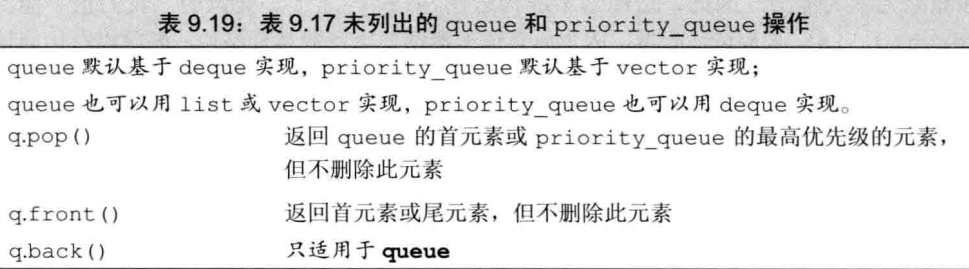 表 9.19：表 9.17 未列出的 queue 和 priority_queue 操作
queue 默认基于 deque 实现，priority_queue 默认基于 vector 实现；
queue 也可以用 list 或 vector 实现，priority_queue 也可以用 deque 实现。
q.pop() 返回 queue 的首元素或 priority_queue 的最高优先级的元素，
但不删除此元素
q.front() 返回首元素或尾元素，但不删除此元素
q.back() 只适用于 queue